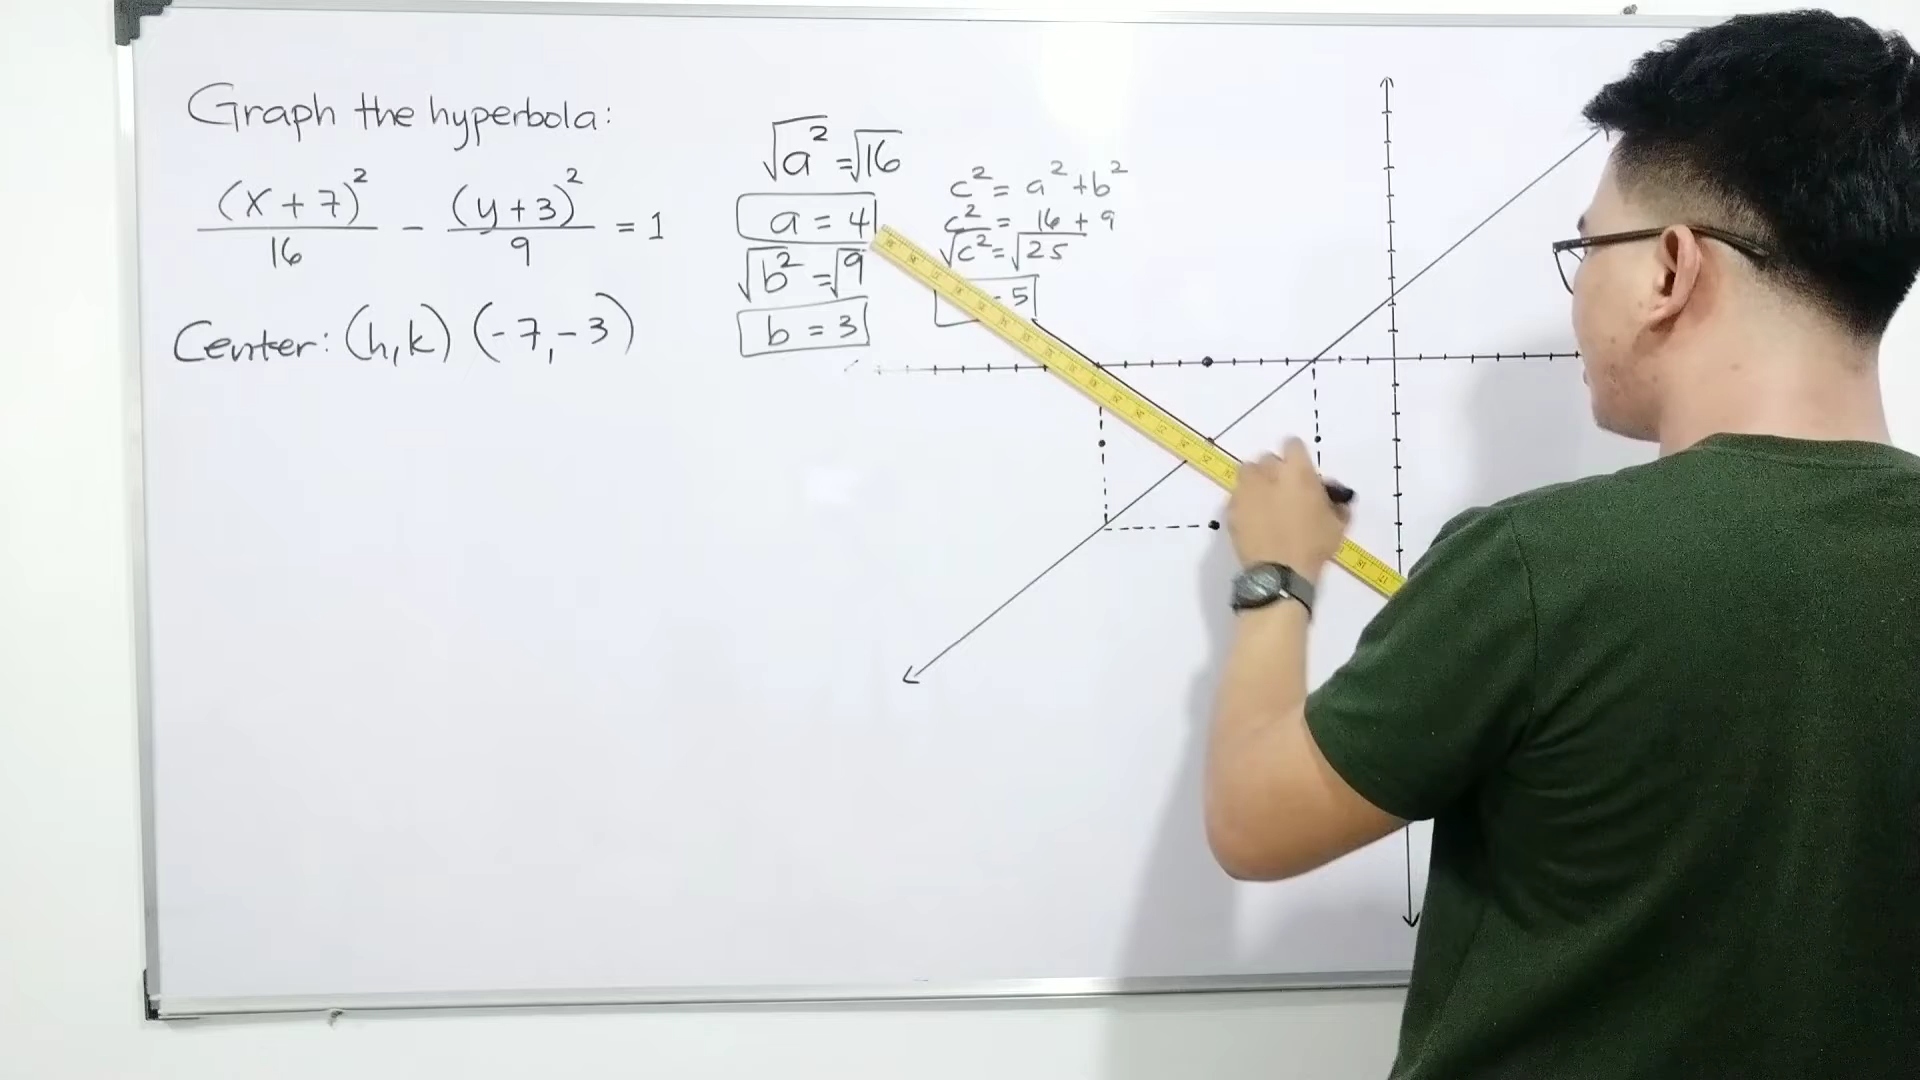 Graph the hyperbola:
(x + 7)² / 16 − (y + 3)² / 9 = 1
Center: (h, k) (-7, -3)
√a² = √16
a = 4
√b² = √9
b = 3
c² = a² + b²
c² = 16 + 9
√c² = √25
5